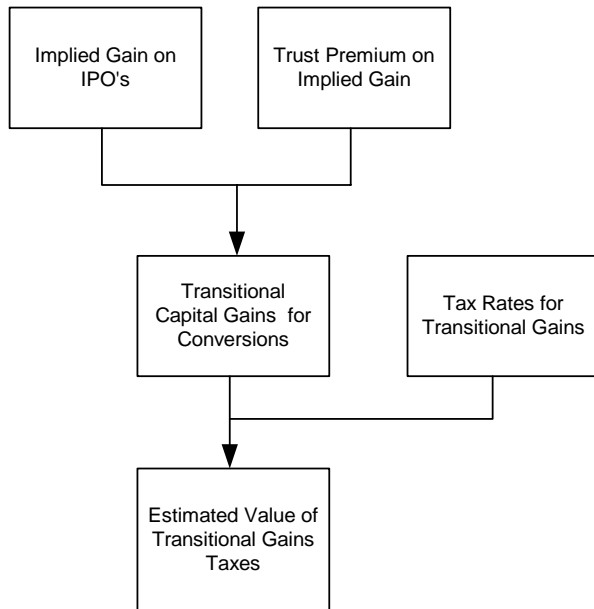 Implied Gain on
IPO's
Trust Premium on
Implied Gain
Transitional
Capital Gains for
Conversions
Tax Rates for
Transitional Gains
Estimated Value of
Transitional Gains
Taxes